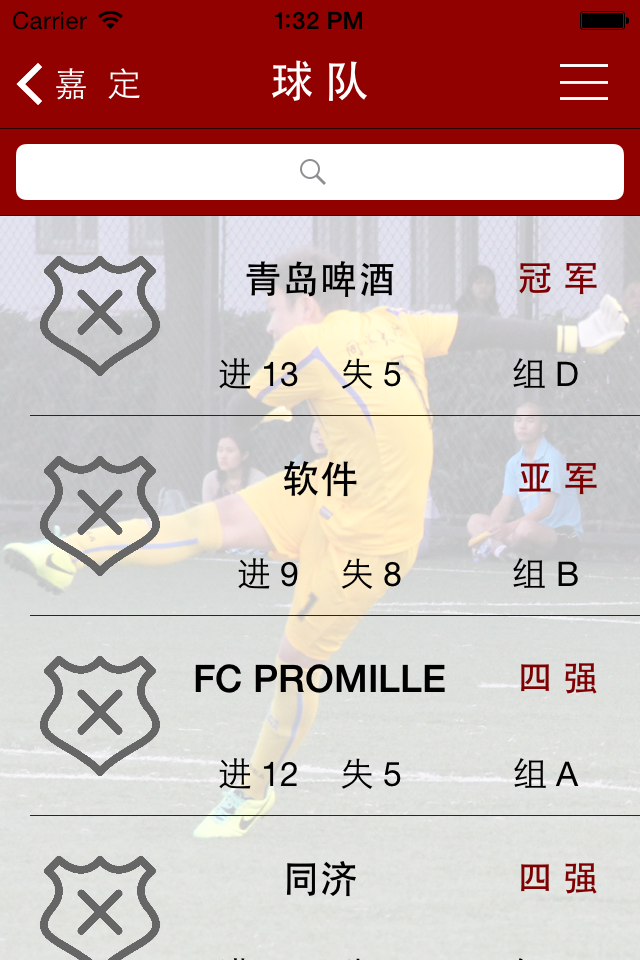 Carrier 1:32 PM
嘉 定 球 队
青岛啤酒 冠 军
进 13 失 5 组 D
软件 亚 军
进 9 失 8 组 B
FC PROMILLE 四 强
进 12 失 5 组 A
同济 四 强